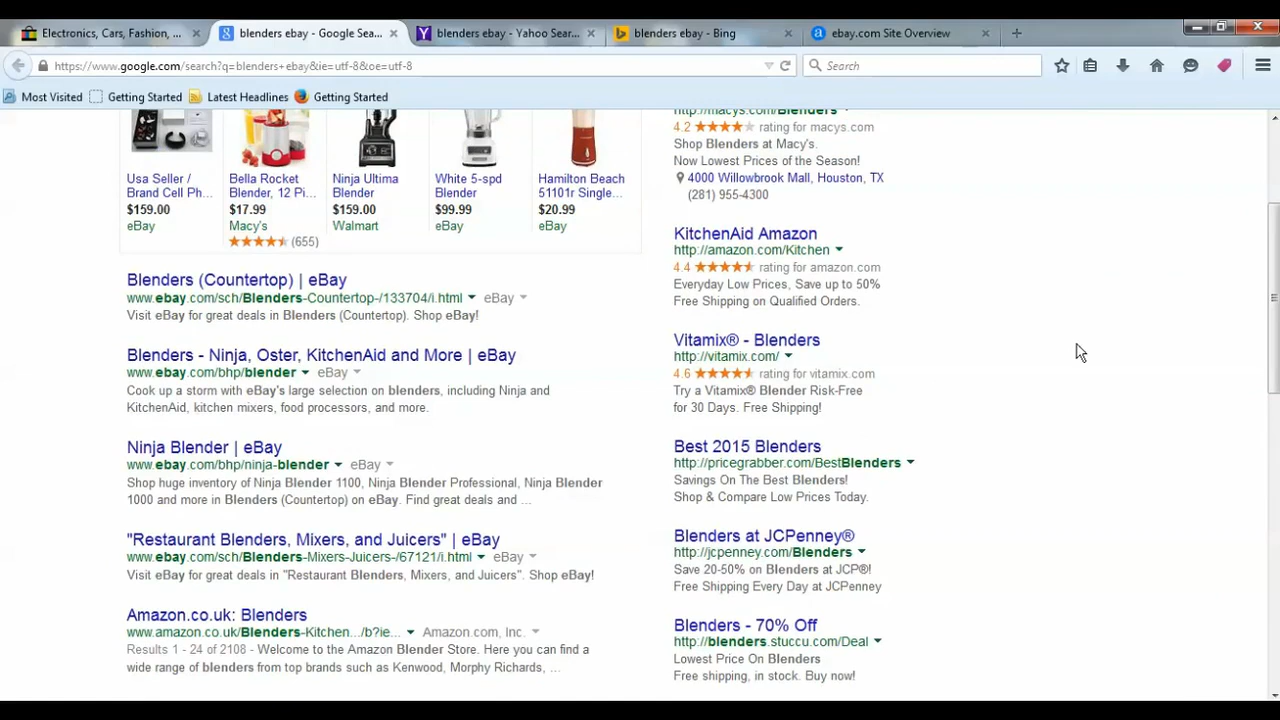 Electronics, Cars, Fashion, ...
blenders ebay - Google Sea...
blenders ebay - Yahoo Sear...
blenders ebay - Bing
ebay.com Site Overview
https://www.google.com/search?q=blenders+ebay&ie=utf-8&oe=utf-8
Search
Most Visited
Getting Started
Latest Headlines
Getting Started
Usa Seller /
Brand Cell Ph...
$159.00
eBay
Bella Rocket
Blender, 12 Pi...
$17.99
Macy's
(655)
Ninja Ultima
Blender
$159.00
Walmart
White 5-spd
Blender
$99.99
eBay
Hamilton Beach
51101r Single...
$20.99
eBay
Blenders (Countertop) | eBay
www.ebay.com/sch/Blenders-Countertop-/133704/i.html eBay
Visit eBay for great deals in Blenders (Countertop). Shop eBay!
Blenders - Ninja, Oster, KitchenAid and More | eBay
www.ebay.com/bhp/blender eBay
Cook up a storm with eBay's large selection on blenders, including Ninja and
KitchenAid, kitchen mixers, food processors, and more.
Ninja Blender | eBay
www.ebay.com/bhp/ninja-blender eBay
Shop huge inventory of Ninja Blender 1100, Ninja Blender Professional, Ninja Blender
1000 and more in Blenders (Countertop) on eBay. Find great deals and ...
"Restaurant Blenders, Mixers, and Juicers" | eBay
www.ebay.com/sch/Blenders-Mixers-Juicers-/67121/i.html eBay
Visit eBay for great deals in "Restaurant Blenders, Mixers, and Juicers". Shop eBay!
Amazon.co.uk: Blenders
www.amazon.co.uk/Blenders-Kitchen.../b?ie... Amazon.com, Inc.
Results 1 - 24 of 2108 - Welcome to the Amazon Blender Store. Here you can find a
wide range of blenders from top brands such as Kenwood, Morphy Richards, ...
http://macys.com/Blenders
4.2 rating for macys.com
Shop Blenders at Macy's.
Now Lowest Prices of the Season!
4000 Willowbrook Mall, Houston, TX
(281) 955-4300
KitchenAid Amazon
http://amazon.com/Kitchen
4.4 rating for amazon.com
Everyday Low Prices, Save up to 50%
Free Shipping on Qualified Orders.
Vitamix® - Blenders
http://vitamix.com/
4.6 rating for vitamix.com
Try a Vitamix® Blender Risk-Free
for 30 Days. Free Shipping!
Best 2015 Blenders
http://pricegrabber.com/BestBlenders
Savings On The Best Blenders!
Shop & Compare Low Prices Today.
Blenders at JCPenney®
http://jcpenney.com/Blenders
Save 20-50% on Blenders at JCP®!
Free Shipping Every Day at JCPenney
Blenders - 70% Off
http://blenders.stuccu.com/Deal
Lowest Price On Blenders
Free shipping, in stock. Buy now!